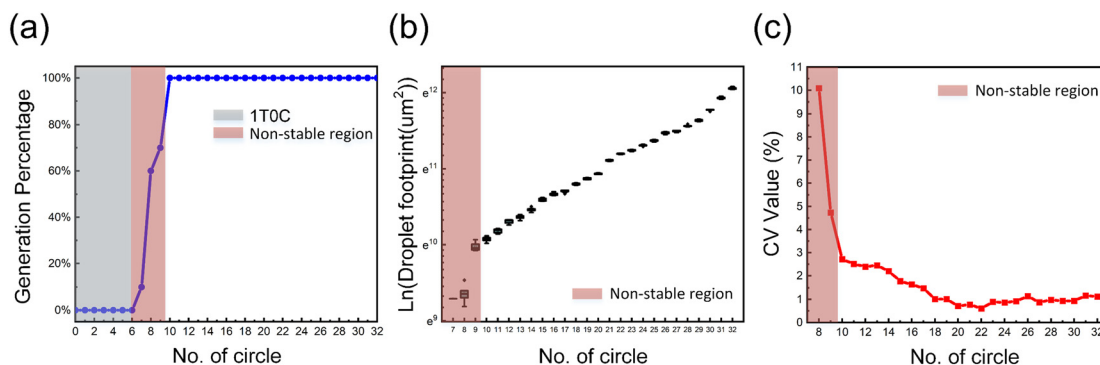 (a)
(b)
(c)
Generation Percentage
100%
80%
60%
40%
20%
0%
1T0C
Non-stable region
0 2 4 6 8 10 12 14 16 18 20 22 24 26 28 30 32
No. of circle
Ln(Droplet footprint(um²)
e¹²
e¹¹
e¹⁰
e⁹
Non-stable region
7 8 9 10 11 12 13 14 15 16 17 18 19 20 21 22 23 24 25 26 27 28 29 30 31 32
No. of circle
CV Value (%)
11
10
9
8
7
6
5
4
3
2
1
0
Non-stable region
8 10 12 14 16 18 20 22 24 26 28 30 32
No. of circle